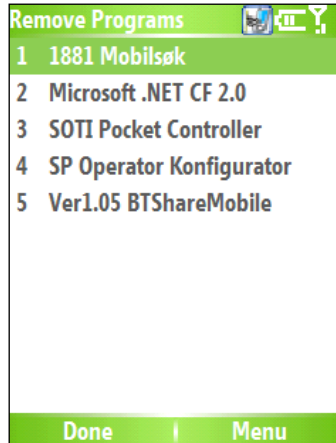 Remove Programs
1 1881 Mobilsøk
2 Microsoft .NET CF 2.0
3 SOTI Pocket Controller
4 SP Operator Konfigurator
5 Ver1.05 BTShareMobile
Done Menu